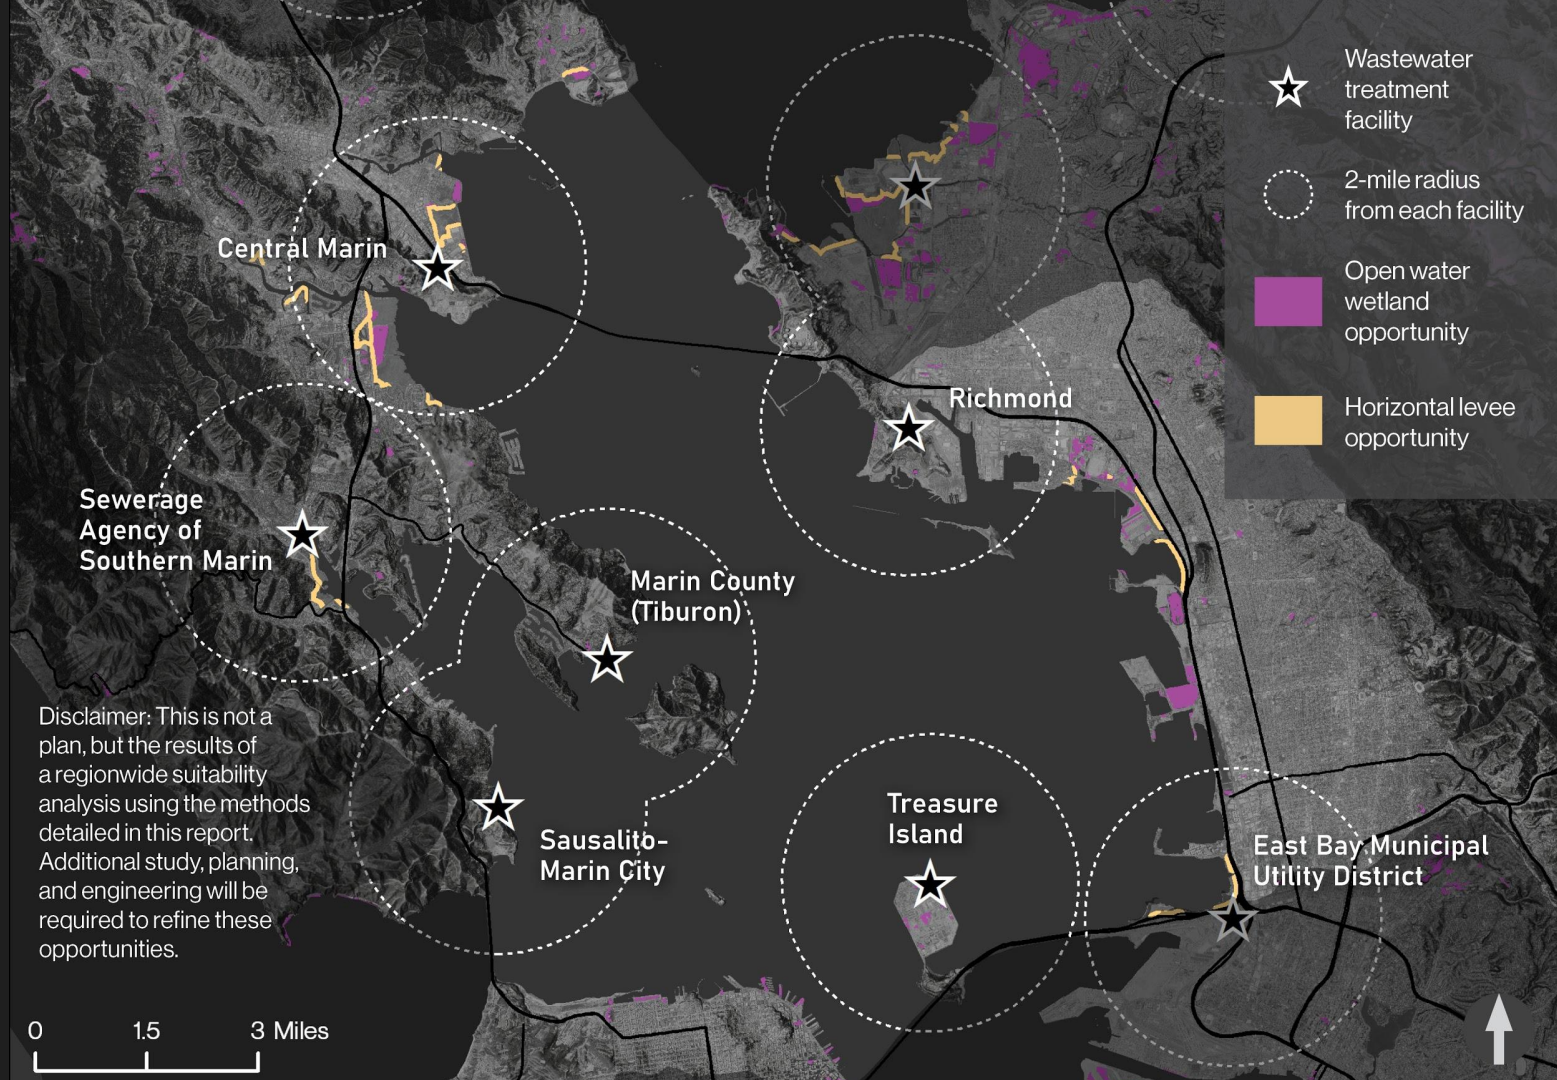 Wastewater
treatment
facility
2-mile radius
from each facility
Open water
wetland
opportunity
Horizontal levee
opportunity
Central Marin
Richmond
Sewerage
Agency of
Southern Marin
Marin County
(Tiburon)
Sausalito-
Marin City
Treasure
Island
East Bay Municipal
Utility District
Disclaimer: This is not a
plan, but the results of
a regionwide suitability
analysis using the methods
detailed in this report.
Additional study, planning,
and engineering will be
required to refine these
opportunities.
0 1.5 3 Miles